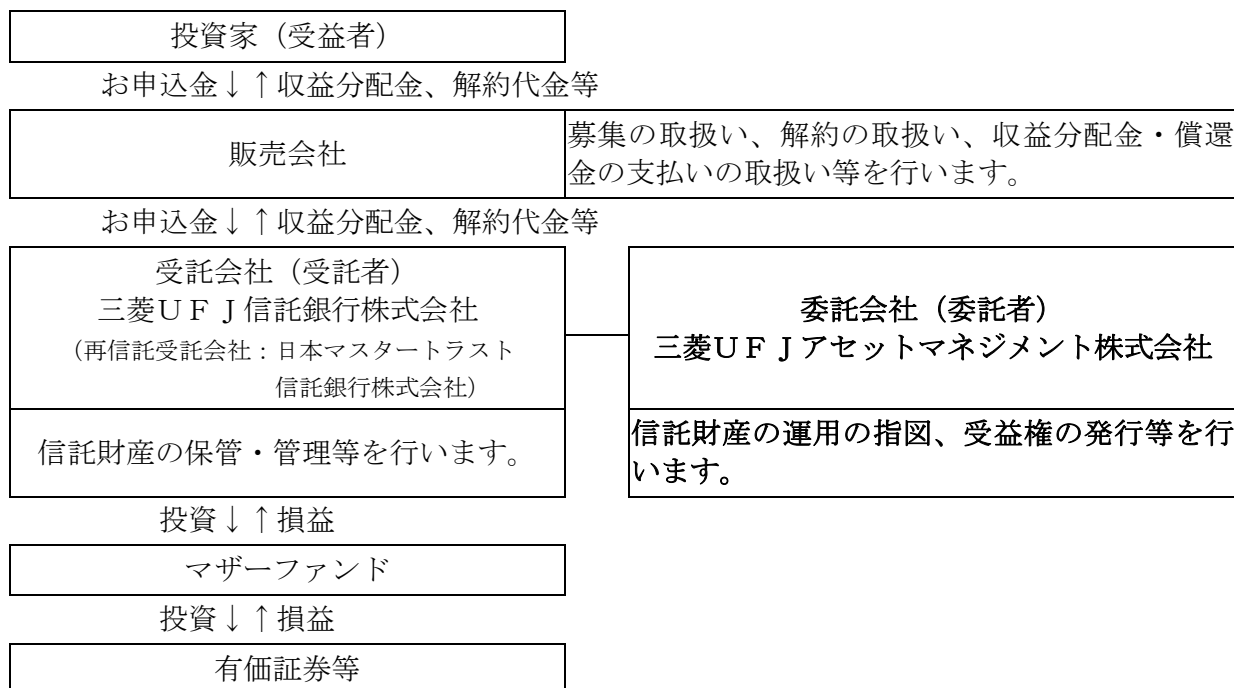 投資家（受益者）
お申込金↓↑収益分配金、解約代金等
販売会社
募集の取扱い、解約の取扱い、収益分配金・償還
金の支払いの取扱い等を行います。
お申込金↓↑収益分配金、解約代金等
受託会社（受託者）
三菱ＵＦＪ信託銀行株式会社
（再信託受託会社：日本マスタートラスト
信託銀行株式会社）
委託会社（委託者）
三菱ＵＦＪアセットマネジメント株式会社
信託財産の保管・管理等を行います。
信託財産の運用の指図、受益権の発行等を行
います。
投資↓↑損益
マザーファンド
投資↓↑損益
有価証券等